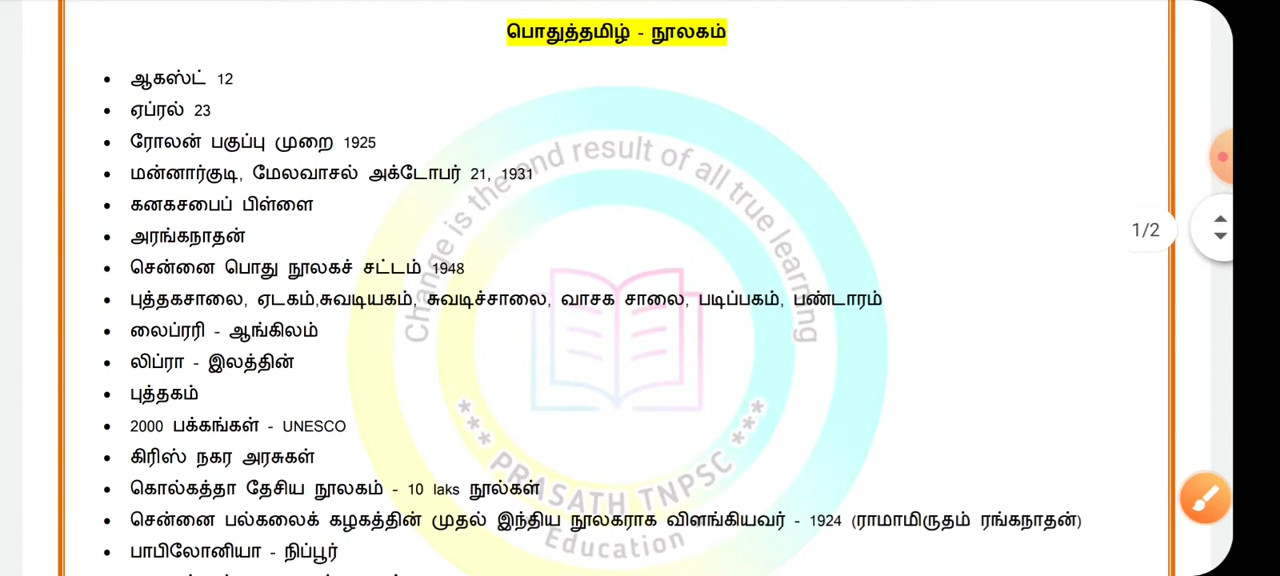 பொதுத்தமிழ் - நூலகம்
• ஆகஸ்ட் 12
• ஏப்ரல் 23
• ரோலன் பகுப்பு முறை 1925
• மன்னார்குடி, மேலவாசல் அக்டோபர் 21, 1931
• கனகசபைப் பிள்ளை
• அரங்கநாதன்
• சென்னை பொது நூலகச் சட்டம் 1948
• புத்தகசாலை, ஏடகம்,சுவடியகம், சுவடிச்சாலை, வாசக சாலை, படிப்பகம், பண்டாரம்
• லைப்ரரி - ஆங்கிலம்
• லிப்ரா - இலத்தின்
• புத்தகம்
• 2000 பக்கங்கள் - UNESCO
• கிரிஸ் நகர அரசுகள்
• கொல்கத்தா தேசிய நூலகம் - 10 laks நூல்கள்
• சென்னை பல்கலைக் கழகத்தின் முதல் இந்திய நூலகராக விளங்கியவர் - 1924 (ராமாமிருதம் ரங்கநாதன்)
• பாபிலோனியா - நிப்பூர்
Change is the end result of all true learning
*** PRASATH TNPSC ***
Education
1/2